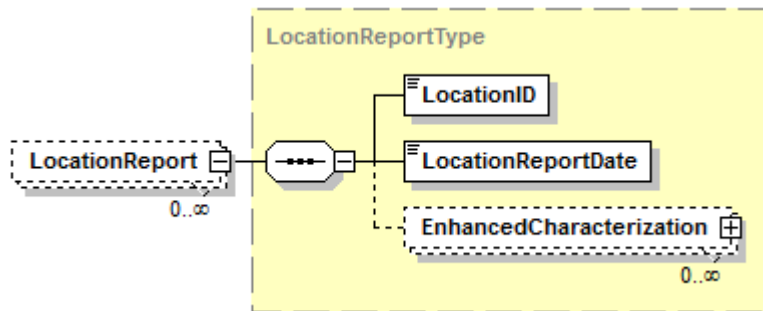 LocationReportType
LocationID
LocationReport
LocationReportDate
0..∞
EnhancedCharacterization
0..∞